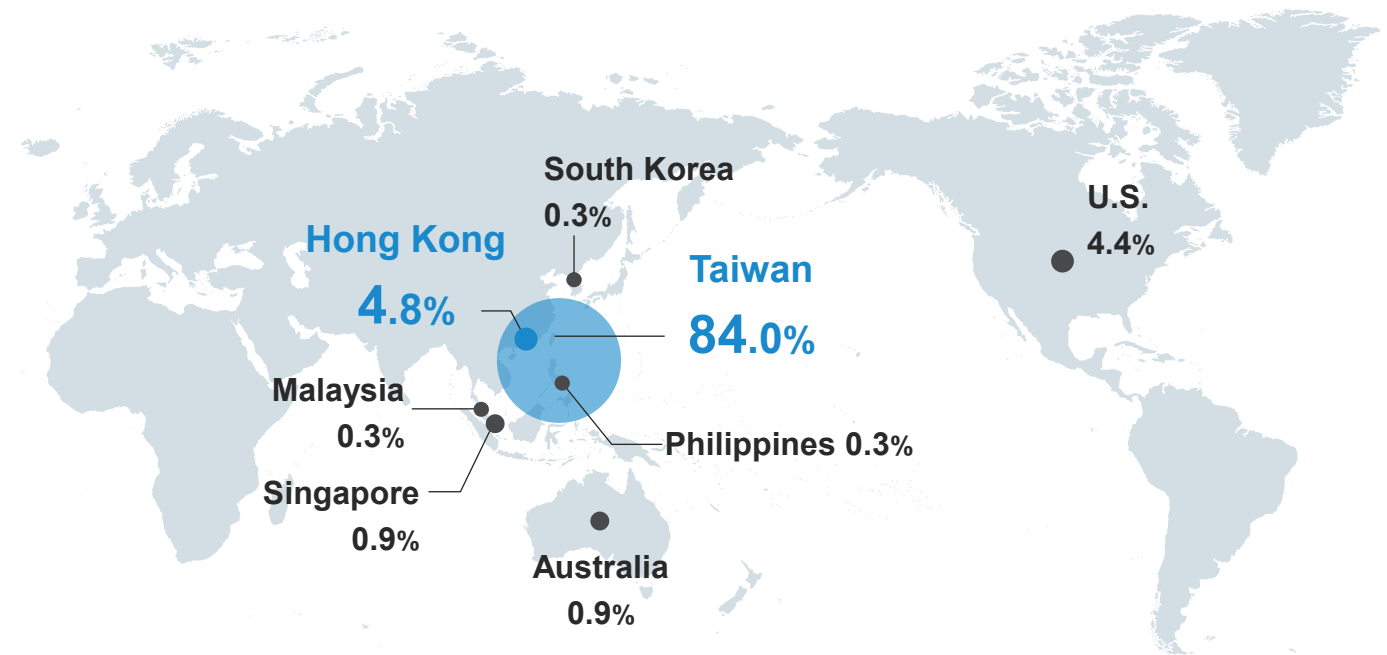 South Korea
0.3%
U.S.
4.4%
Hong Kong
4.8%
Taiwan
84.0%
Malaysia
0.3%
Philippines 0.3%
Singapore
0.9%
Australia
0.9%